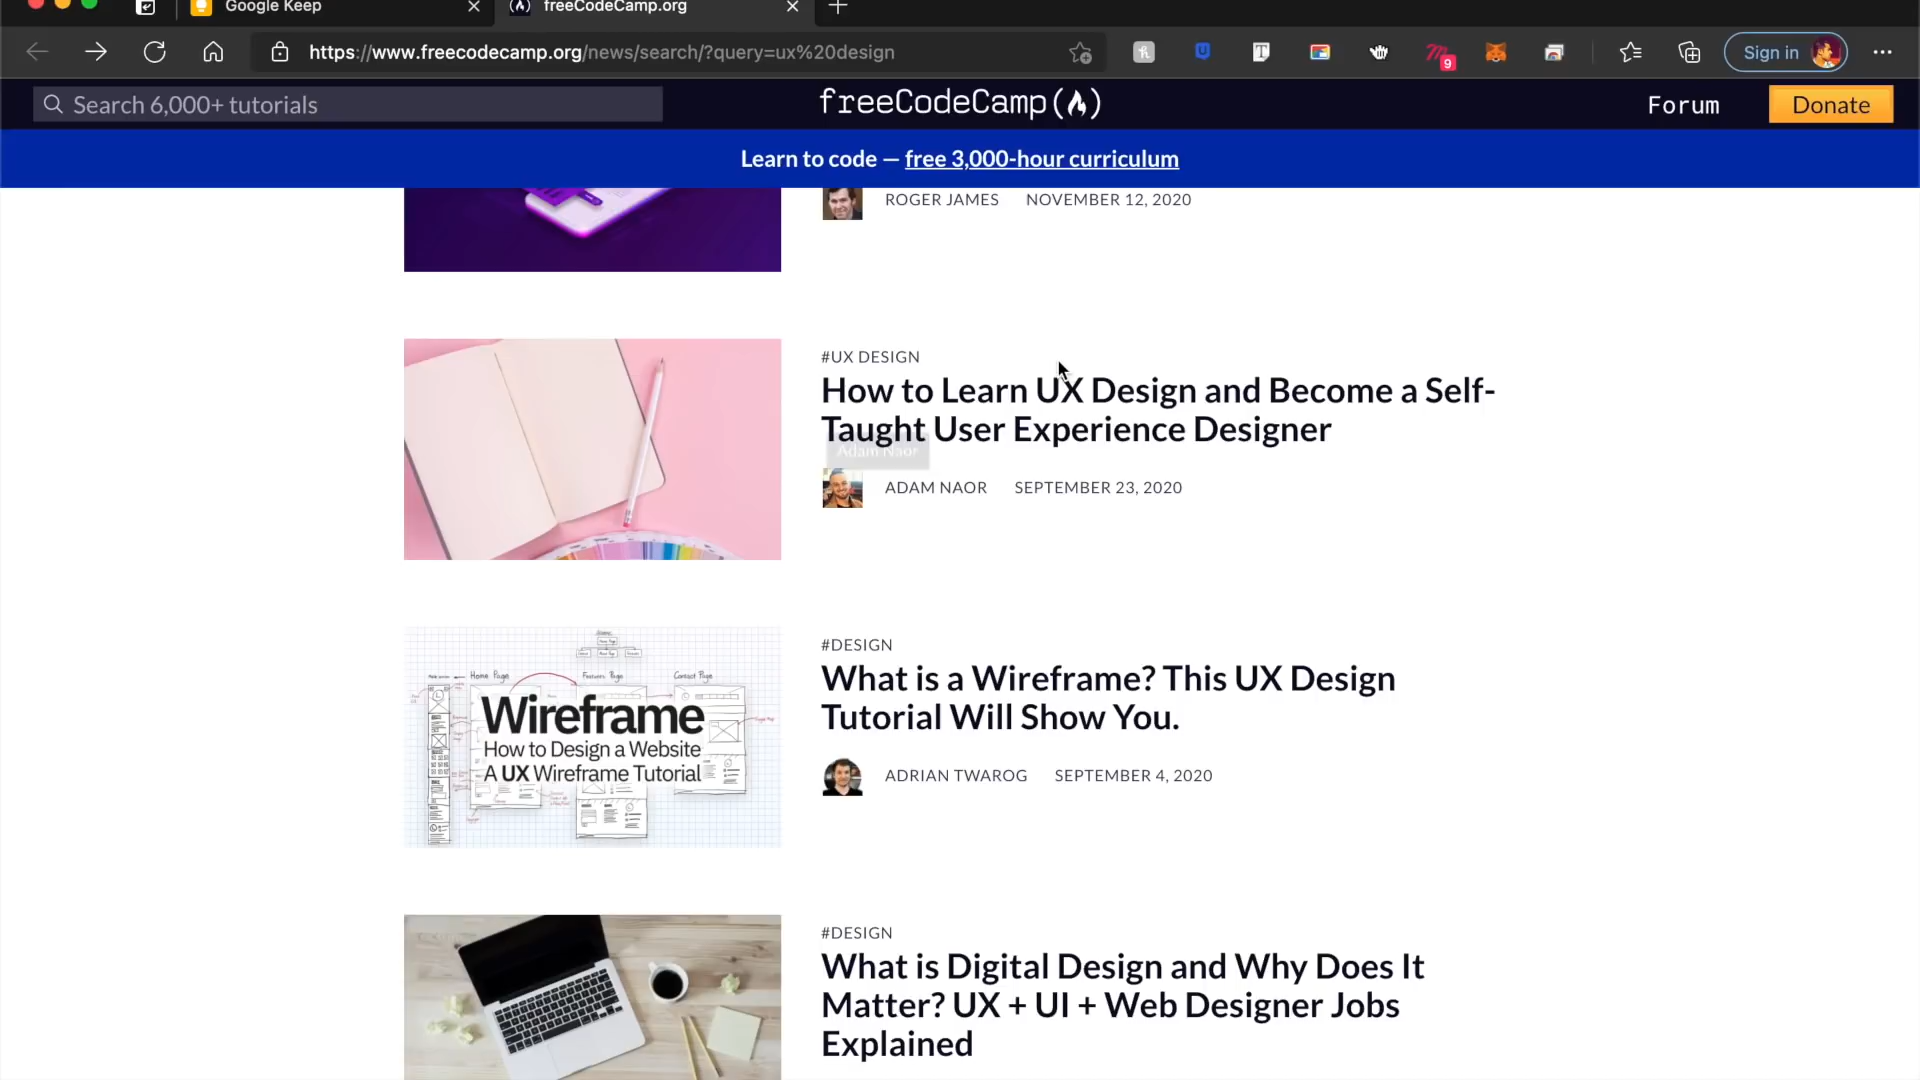 Google Keep
freeCodeCamp.org
https://www.freecodecamp.org/news/search/?query=ux%20design
9
Sign in
Search 6,000+ tutorials
freeCodeCamp
Forum
Donate
Learn to code — free 3,000-hour curriculum
ROGER JAMES
NOVEMBER 12, 2020
#UX DESIGN
How to Learn UX Design and Become a Self-
Taught User Experience Designer
Adam Naor
ADAM NAOR
SEPTEMBER 23, 2020
Home Page
Features Page
Contact Page
Wireframe
How to Design a Website
A UX Wireframe Tutorial
#DESIGN
What is a Wireframe? This UX Design
Tutorial Will Show You.
ADRIAN TWAROG
SEPTEMBER 4, 2020
#DESIGN
What is Digital Design and Why Does It
Matter? UX + UI + Web Designer Jobs
Explained